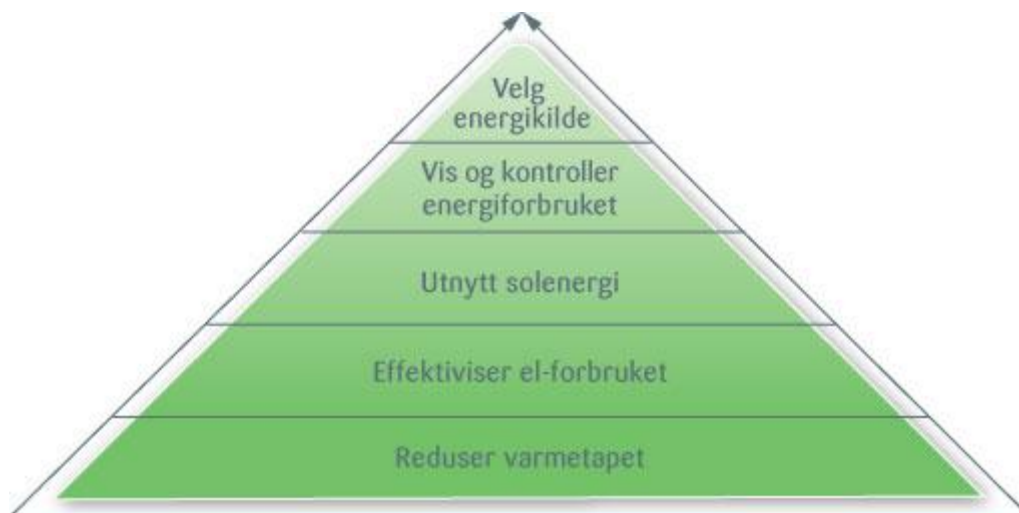 Velg
energikilde
Vis og kontroller
energiforbruket
Utnytt solenergi
Effektiviser el-forbruket
Reduser varmetapet